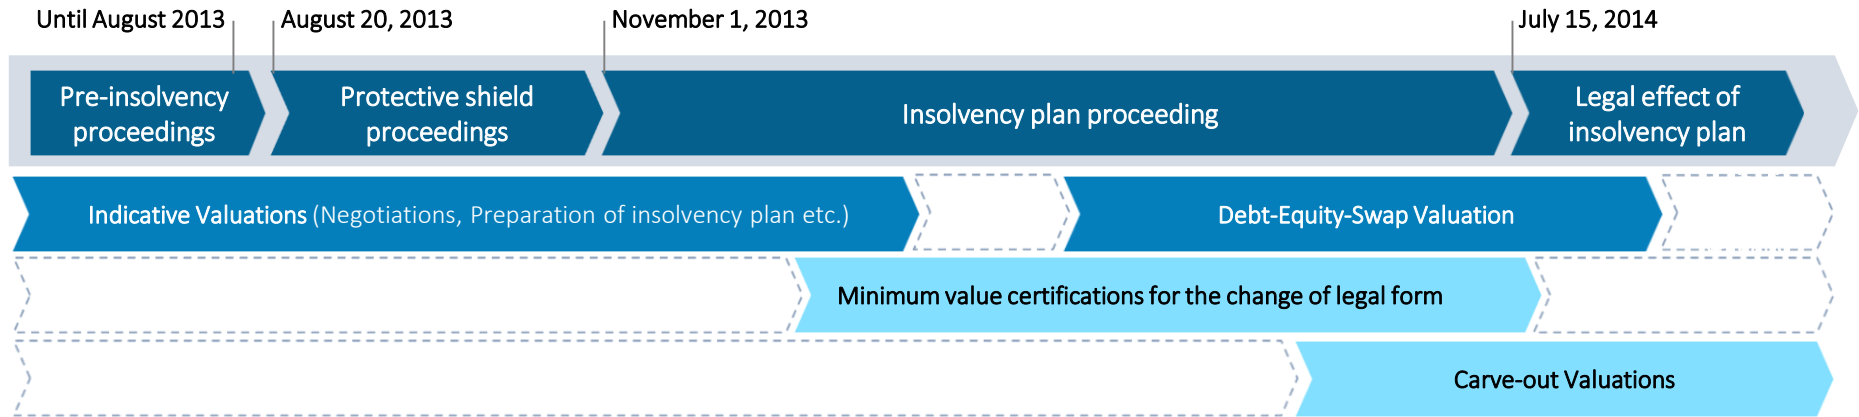 Until August 2013
August 20, 2013
November 1, 2013
July 15, 2014
Pre-insolvency
proceedings
Protective shield
proceedings
Insolvency plan proceeding
Legal effect of
insolvency plan
Indicative Valuations (Negotiations, Preparation of insolvency plan etc.)
Debt-Equity-Swap Valuation
Minimum value certifications for the change of legal form
Carve-out Valuations